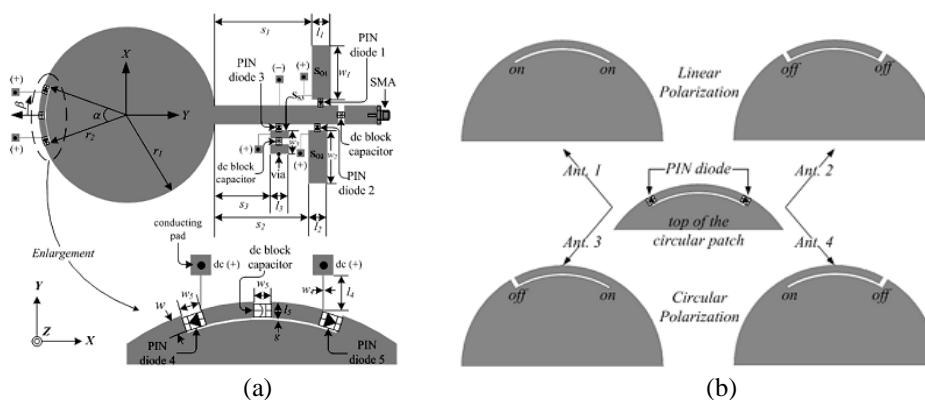 s₁
l₁
PIN
diode 1
PIN
diode 3
(−)
(+)
S₀₁
w₁
SMA
X
Y
(+)
β
(+)
α
r₂
r₁
S₀₃
(+)
w₃
(+)
S₀₂
w₂
dc block
capacitor
dc block
capacitor
via
PIN
diode 2
s₃
l₃
s₂
l₂
Enlargement
conducting
pad
dc (+)
dc block
capacitor
dc (+)
w₅
w
w₅
w₄
l₄
l₅
g
PIN
diode 4
PIN
diode 5
Y
Z
X
(a)
on
on
Linear
Polarization
off
off
Ant. 1
PIN diode
Ant. 2
top of the
circular patch
Ant. 3
Ant. 4
off
on
Circular
Polarization
on
off
(b)